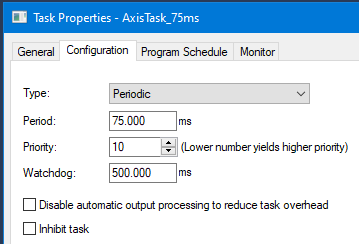 Task Properties - AxisTask_75ms
General Configuration Program Schedule Monitor
Type: Periodic
Period: 75.000 ms
Priority: 10 (Lower number yields higher priority)
Watchdog: 500.000 ms
Disable automatic output processing to reduce task overhead
Inhibit task